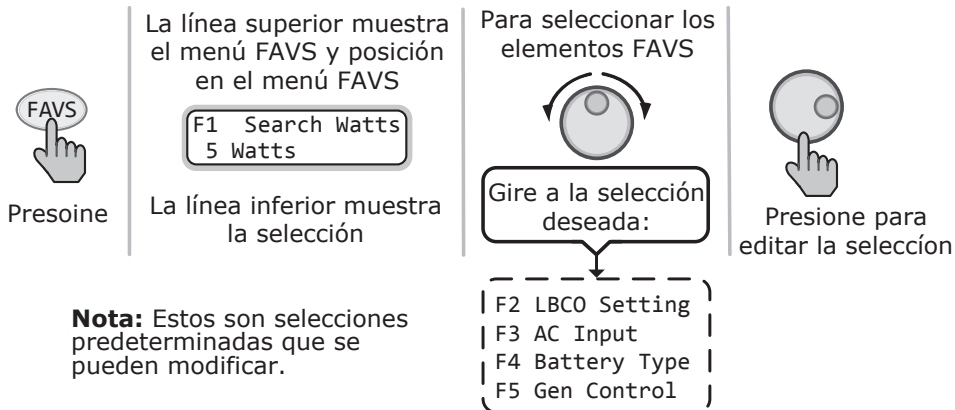 FAVS
Presoine
La línea superior muestra
el menú FAVS y posición
en el menú FAVS
F1 Search Watts
5 Watts
La línea inferior muestra
la selección
Para seleccionar los
elementos FAVS
Gire a la selección
deseada:
F2 LBCO Setting
F3 AC Input
F4 Battery Type
F5 Gen Control
Presione para
editar la seleccíon
Nota: Estos son selecciones
predeterminadas que se
pueden modificar.